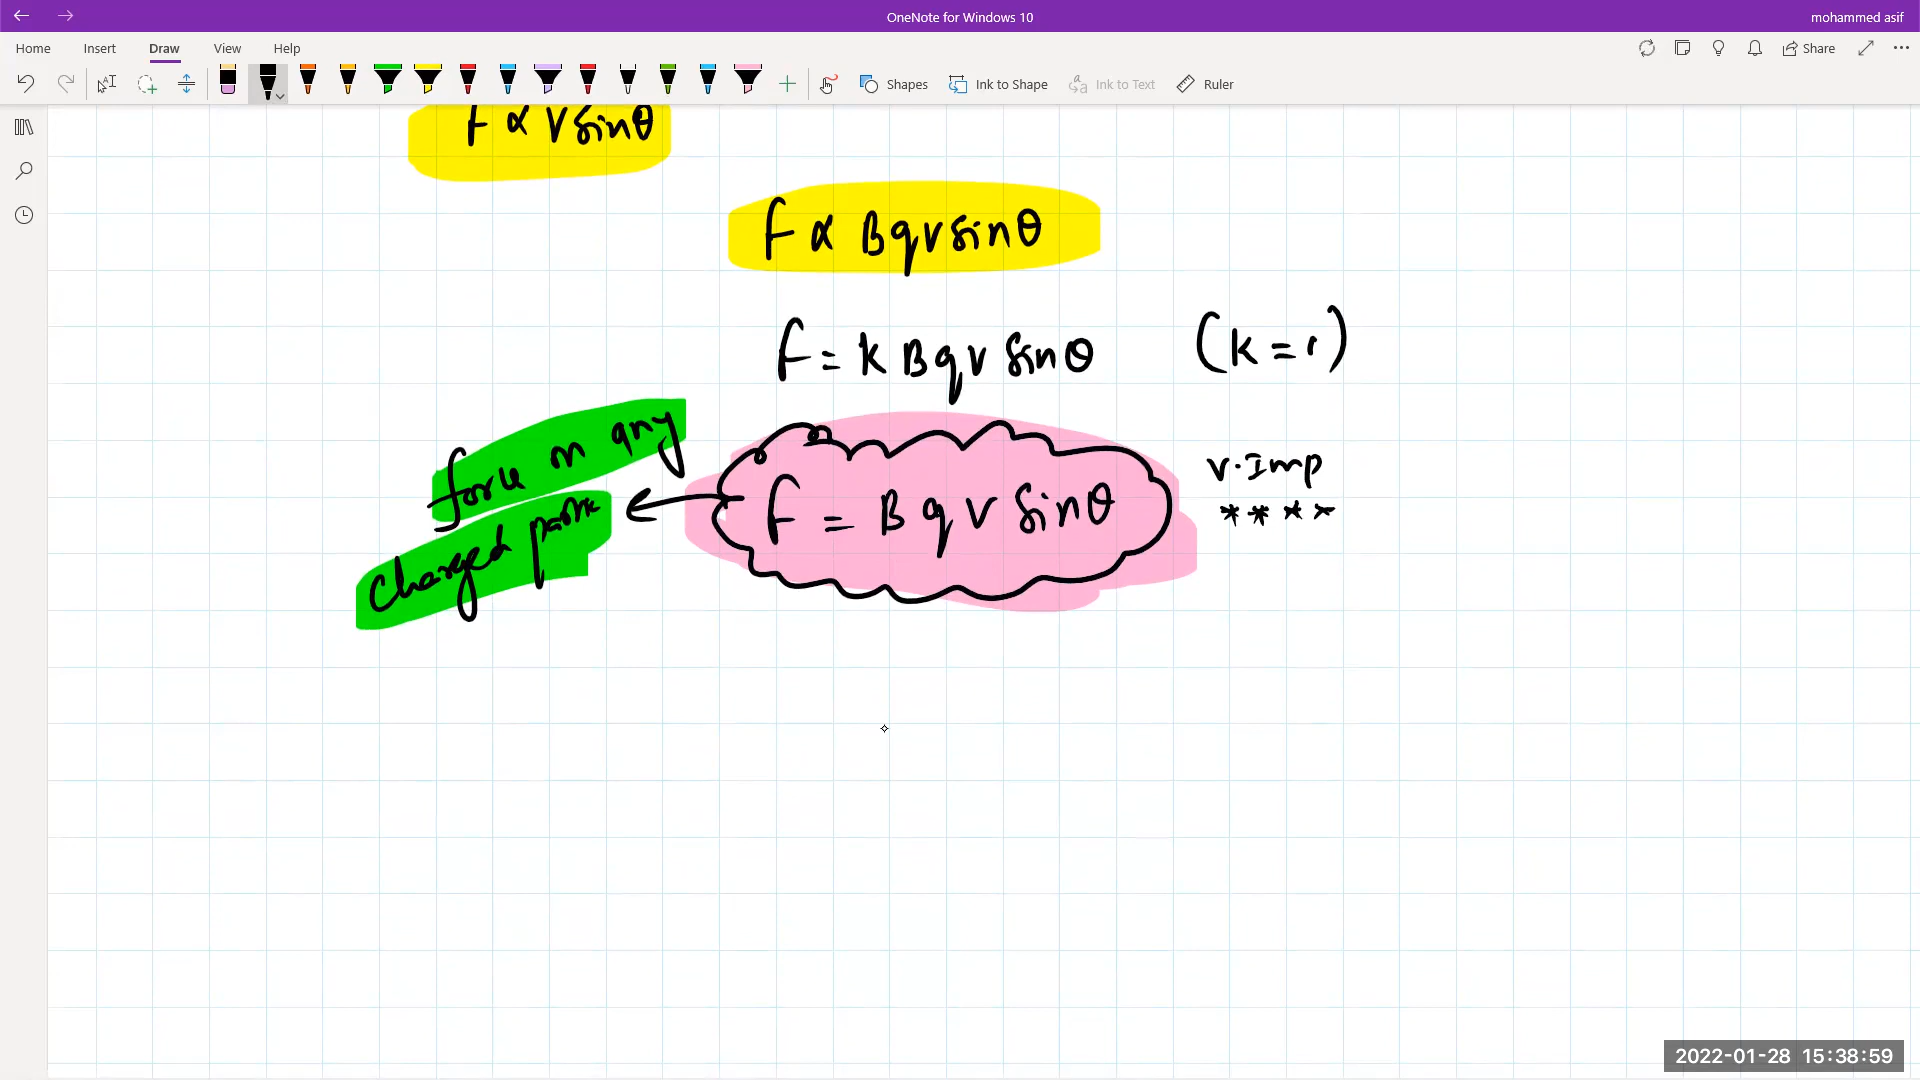 OneNote for Windows 10
mohammed asif
Home Insert Draw View Help
Share
Shapes Ink to Shape Ink to Text Ruler
F ∝ V sinθ
F ∝ BqV sinθ
F = K BqV sinθ (K=1)
force on any
charged
F = BqV sinθ
V.Imp
****
2022-01-28 15:38:59